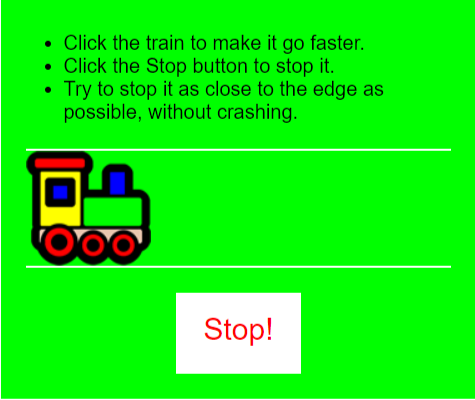 Click the train to make it go faster.
Click the Stop button to stop it.
Try to stop it as close to the edge as
possible, without crashing.
Stop!